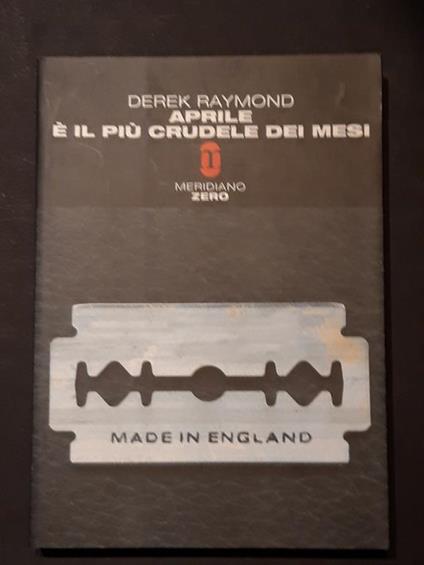 DEREK RAYMOND
APRILE
È IL PIÙ CRUDELE DEI MESI
MERIDIANO
ZERO
MADE IN ENGLAND